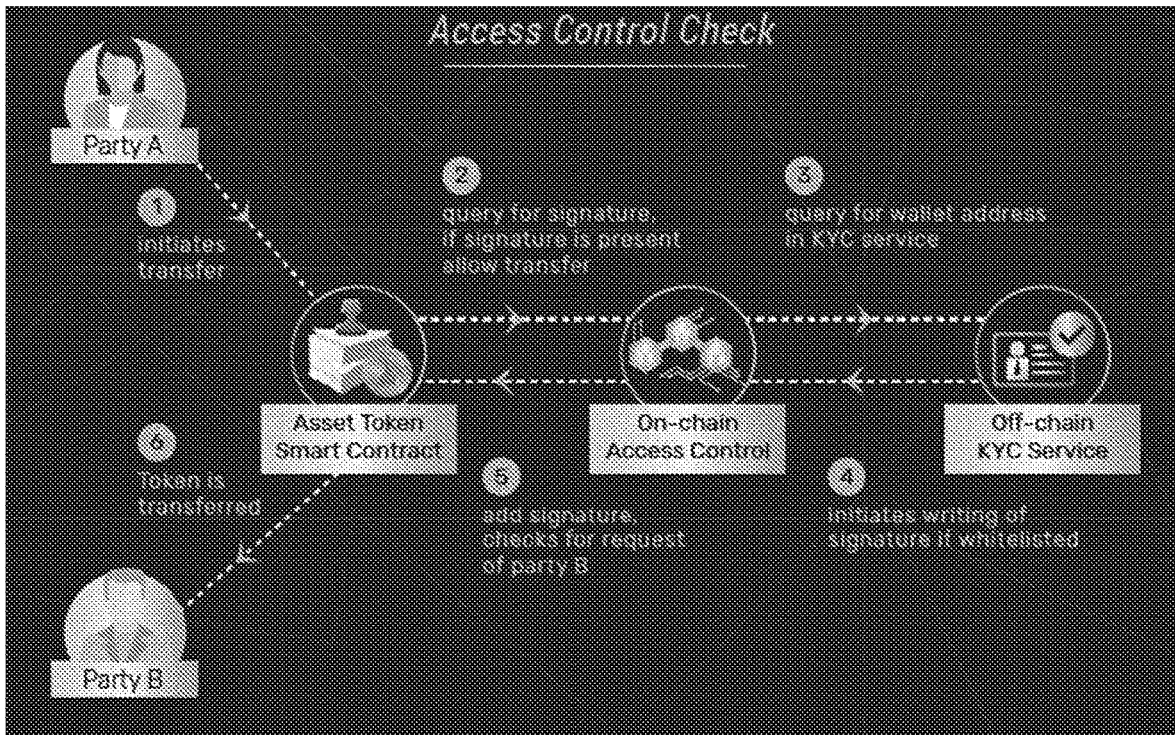 Access Control Check
Party A
1
initiates
transfer
2
query for signature,
if signature is present
allow transfer
3
query for wallet address
in KYC service
Asset Token
Smart Contract
On-chain
Access Control
Off-chain
KYC Service
6
Token is
transferred
5
add signature,
checks for request
of party B
4
initiates writing of
signature if whitelisted
Party B